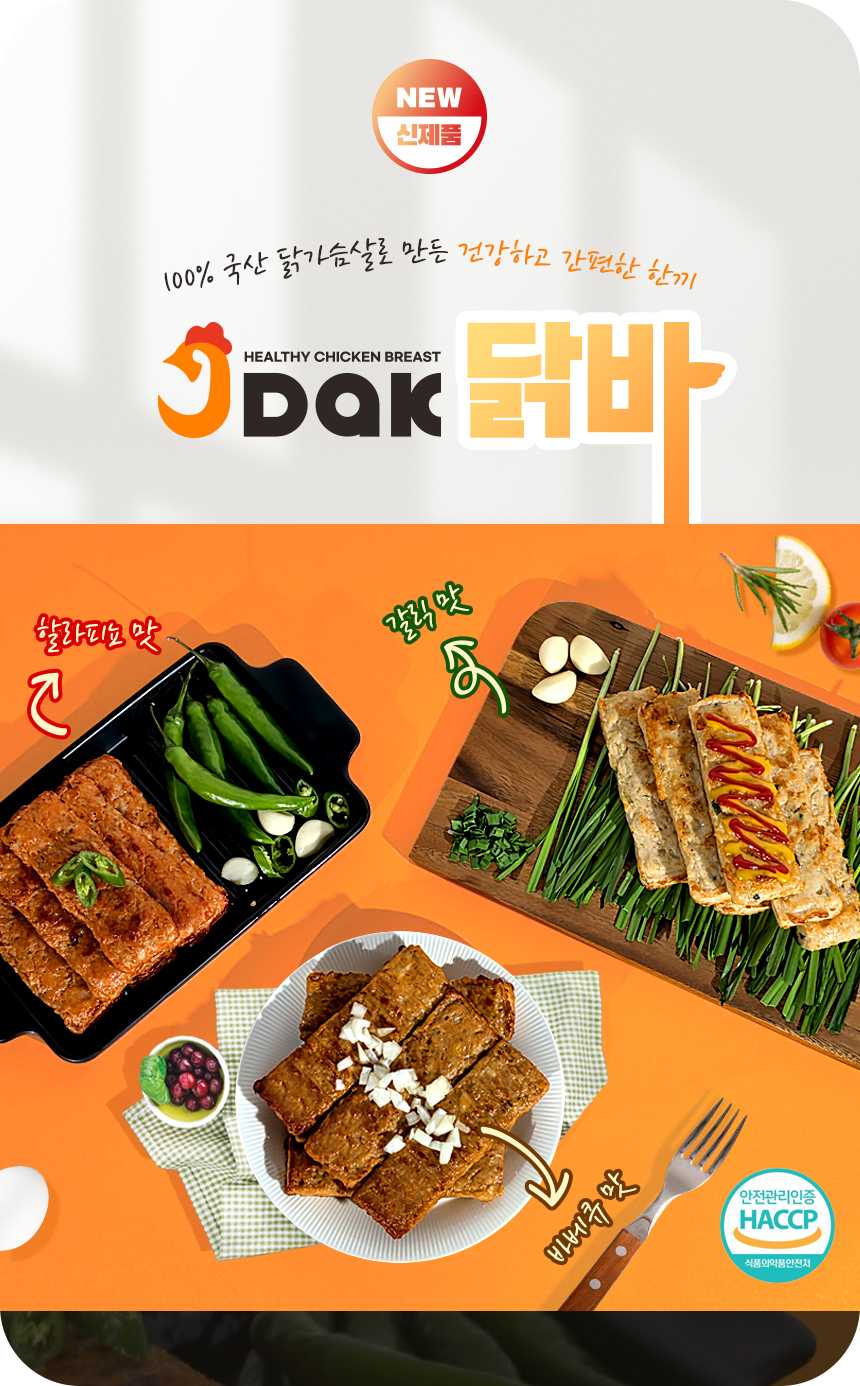 NEW
신제품
100% 국산 닭가슴살로 만든 건강하고 간편한 한끼
HEALTHY CHICKEN BREAST
DAK 닭바
할라피뇨 맛
갈릭 맛
바베큐 맛
안전관리인증
HACCP
식품의약품안전처